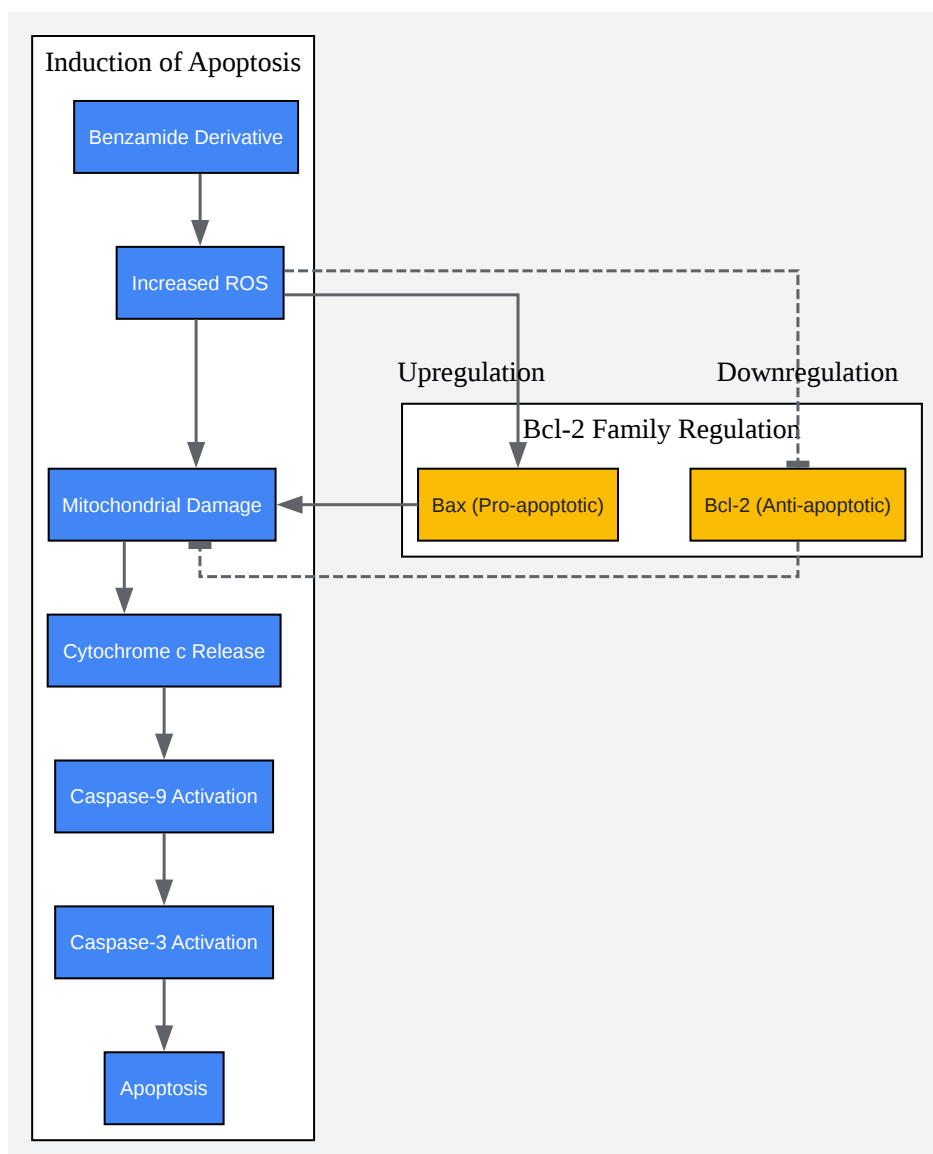 Induction of Apoptosis
Benzamide Derivative
Increased ROS
Upregulation
Downregulation
Bcl-2 Family Regulation
Mitochondrial Damage
Bax (Pro-apoptotic)
Bcl-2 (Anti-apoptotic)
Cytochrome c Release
Caspase-9 Activation
Caspase-3 Activation
Apoptosis